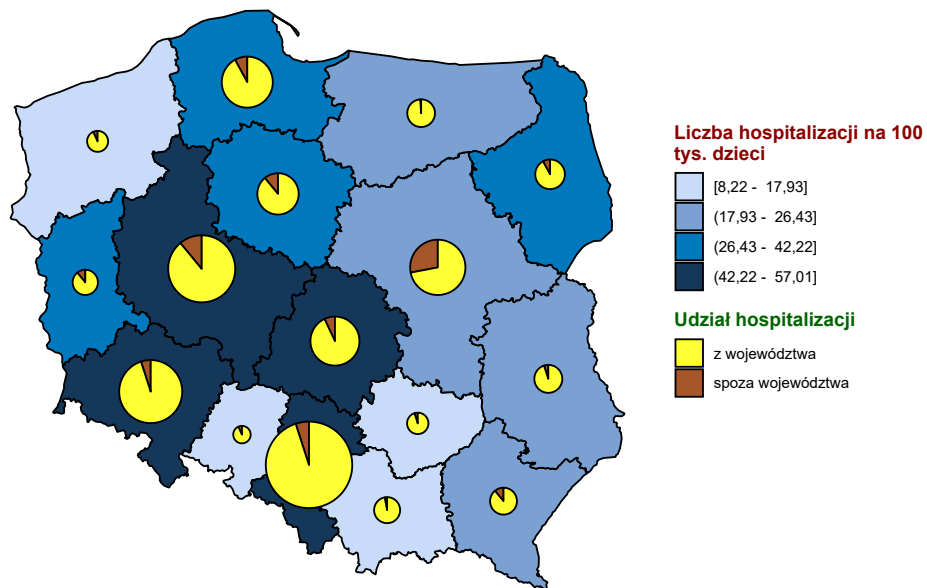 Liczba hospitalizacji na 100
tys. dzieci
[8,22 - 17,93]
(17,93 - 26,43]
(26,43 - 42,22]
(42,22 - 57,01]
Udział hospitalizacji
z województwa
spoza województwa